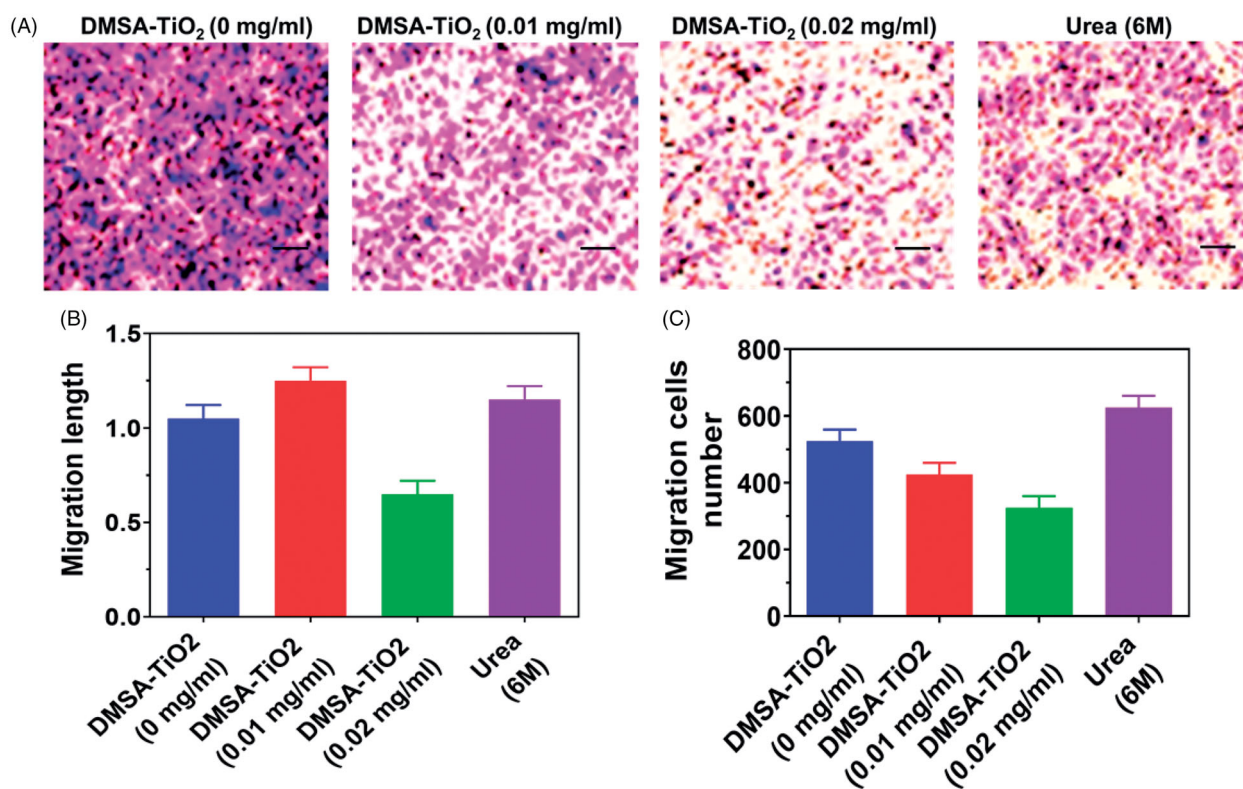 (A)
DMSA-TiO₂ (0 mg/ml)
DMSA-TiO₂ (0.01 mg/ml)
DMSA-TiO₂ (0.02 mg/ml)
Urea (6M)
(B)
1.5
1.0
0.5
0.0
Migration length
DMSA-TiO2
(0 mg/ml)
DMSA-TiO2
(0.01 mg/ml)
DMSA-TiO2
(0.02 mg/ml)
Urea
(6M)
(C)
800
600
400
200
0
Migration cells
number
DMSA-TiO2
(0 mg/ml)
DMSA-TiO2
(0.01 mg/ml)
DMSA-TiO2
(0.02 mg/ml)
Urea
(6M)